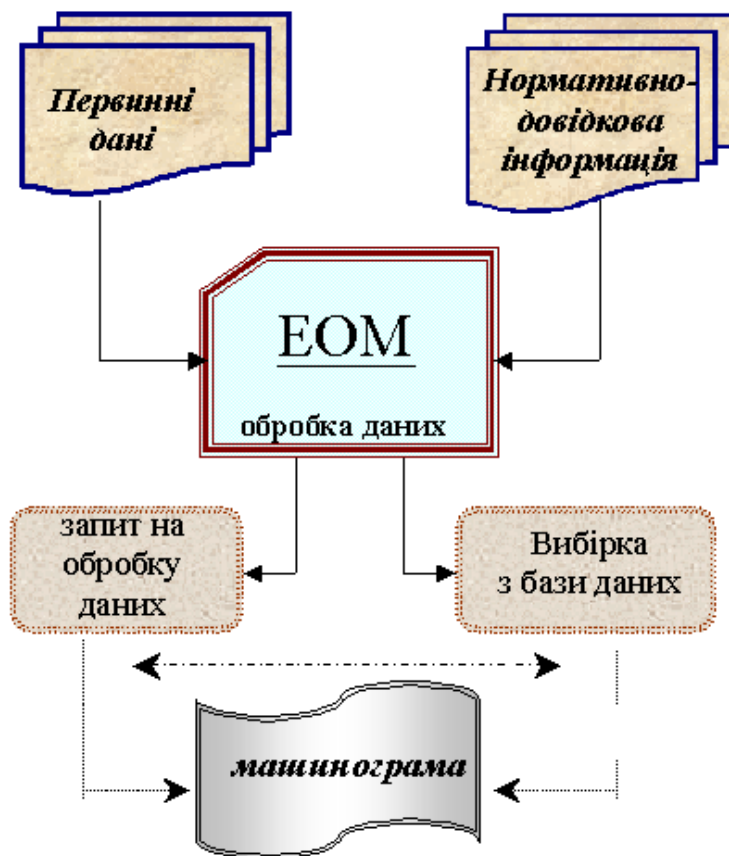 Первинні
дані
Нормативно-
довідкова
інформація
ЕОМ
обробка даних
запит на
обробку
даних
Вибірка
з бази даних
машинограма